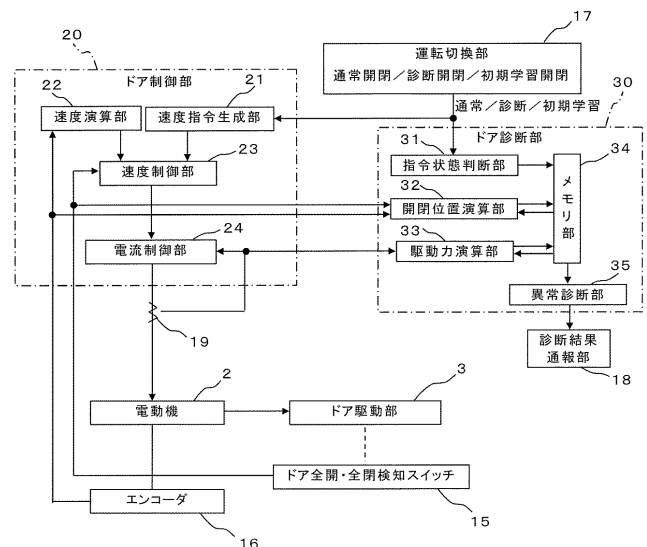 17
運転切換部
通常開閉／診断開閉／初期学習開閉
20
ドア制御部
22
21
速度演算部
速度指令生成部
通常／診断／初期学習
30
ドア診断部
23
速度制御部
31
指令状態判断部
34
メモリ部
32
開閉位置演算部
24
電流制御部
33
駆動力演算部
35
異常診断部
19
診断結果
通報部
18
2
電動機
3
ドア駆動部
ドア全開・全閉検知スイッチ
15
エンコーダ
16